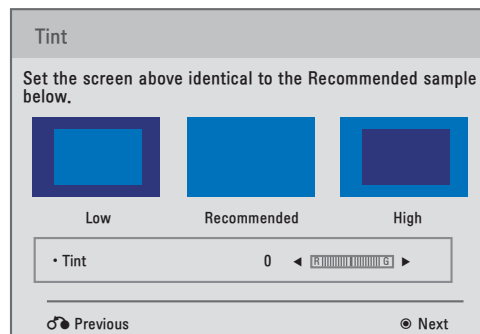 Tint
Set the screen above identical to the Recommended sample
below.
Low Recommended High
• Tint 0 ◄ R G ►
Previous ◉ Next